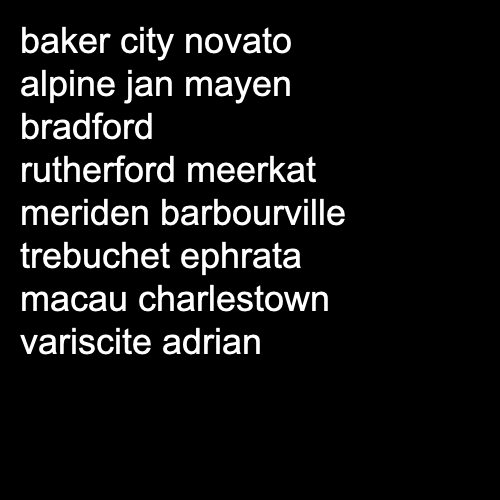 baker city novato
alpine jan mayen
bradford
rutherford meerkat
meriden barbourville
trebuchet ephrata
macau charlestown
variscite adrian